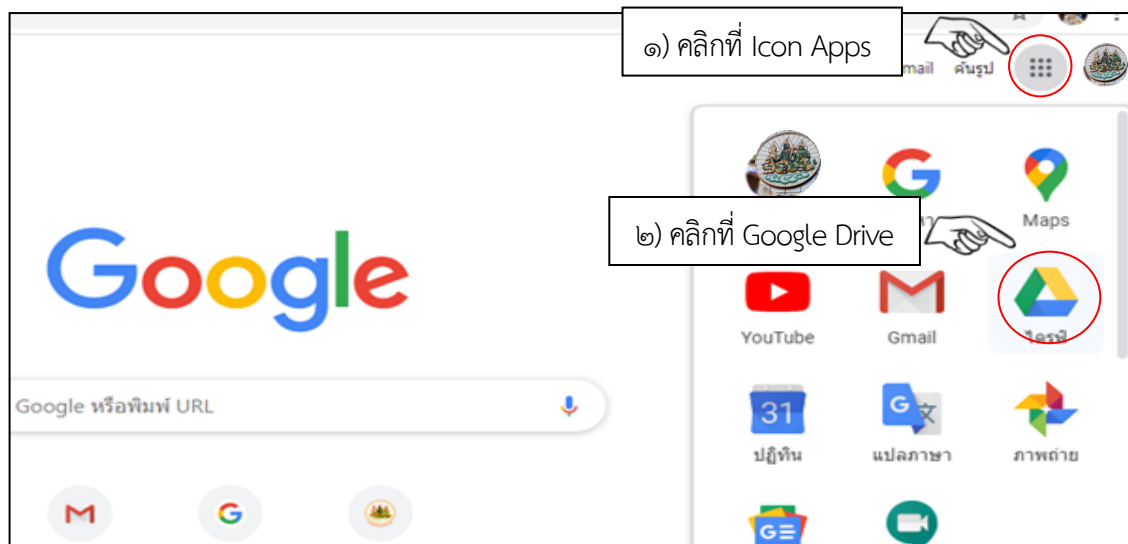 ๑) คลิกที่ Icon Apps
mail ค้นรูป
๒) คลิกที่ Google Drive
Maps
Google
YouTube
Gmail
ไดรฟ์
Google หรือพิมพ์ URL
31
G
ปฏิทิน
แปลภาษา
ภาพถ่าย
G